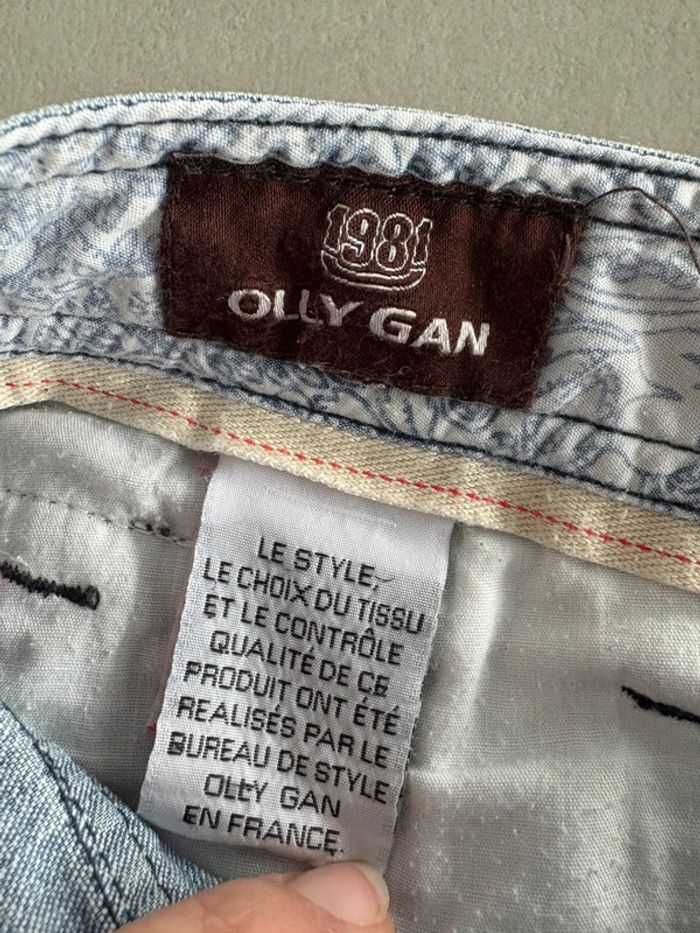 1981
OLLY GAN
LE STYLE,
LE CHOIX DU TISSU
ET LE CONTRÔLE
QUALITÉ DE CE
PRODUIT ONT ÉTÉ
REALISÉS PAR LE
BUREAU DE STYLE
OLLY GAN
EN FRANCE.